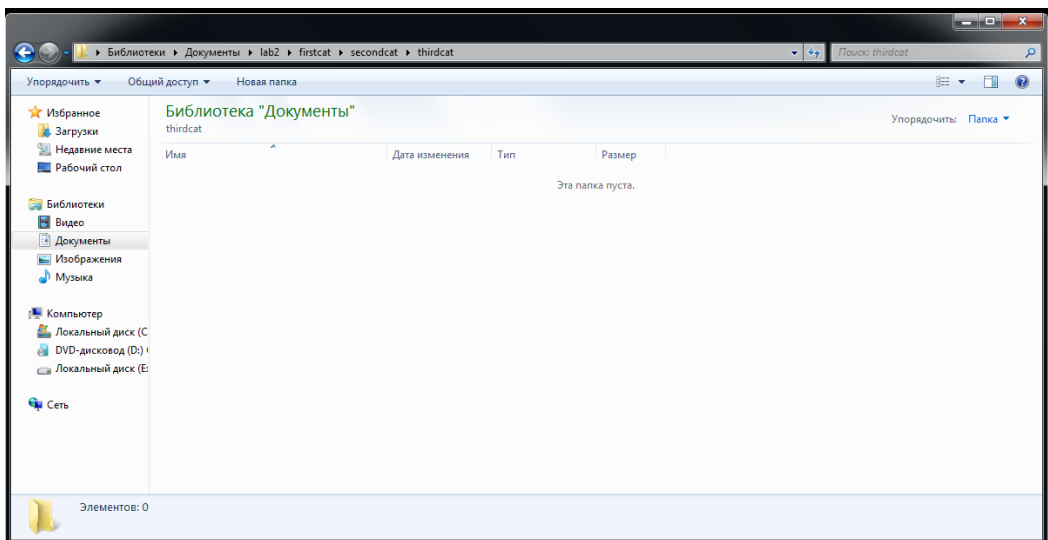 Библиотеки ▸ Документы ▸ lab2 ▸ firstcat ▸ secondcat ▸ thirdcat
Поиск: thirdcat
Упорядочить Общий доступ Новая папка
Избранное
Загрузки
Недавние места
Рабочий стол
Библиотеки
Видео
Документы
Изображения
Музыка
Компьютер
Локальный диск (C
DVD-дисковод (D:)
Локальный диск (E:
Сеть
Библиотека "Документы"
thirdcat
Упорядочить: Папка
Имя Дата изменения Тип Размер
Эта папка пуста.
Элементов: 0